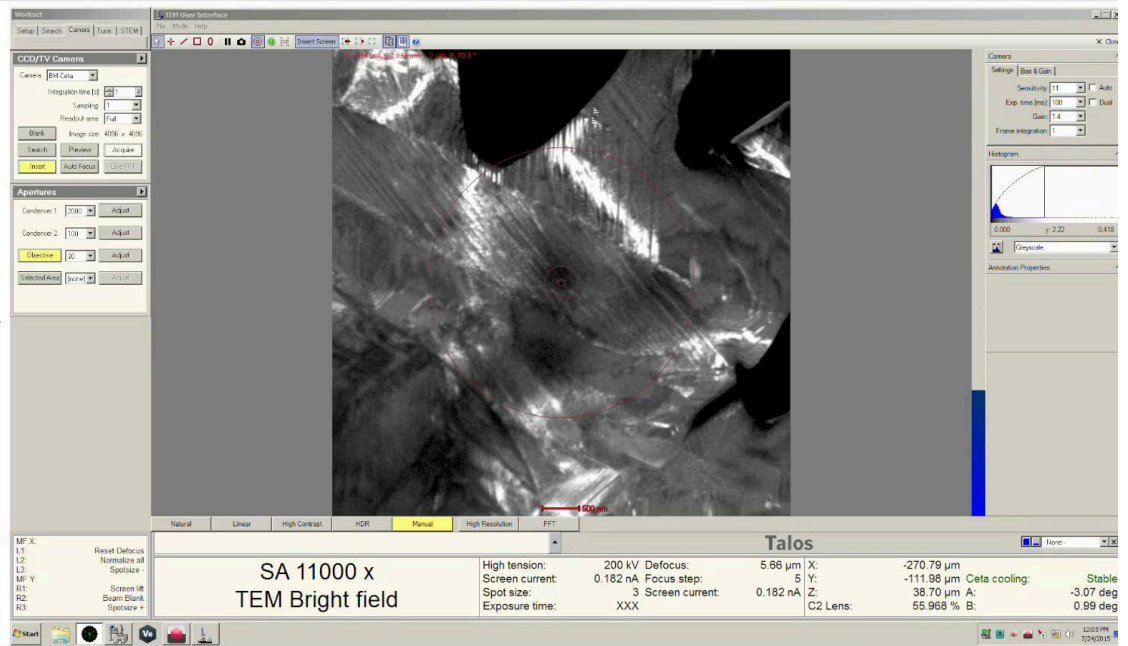 Workset
TEM User Interface
Setup Search Camera Tune STEM
File Mode Help
Insert Screen
CCD/TV Camera
Camera: BM-Ceta
Integration time [s] 1
Sampling: 1
Readout area: Full
Blank Image size: 4096 x 4096
Search Preview Acquire
Insert Auto Focus Live FFT
Apertures
Condenser 1: 2000 Adjust
Condenser 2: 100 Adjust
Objective 30 Adjust
Selected Area [none] Adjust
500 nm
Close
Camera
Settings Bias & Gain
Sensitivity: 11 Auto
Exp. time [ms]: 100 Dual
Gain: 1.4
Frame integration: 1
Histogram
0.000 γ: 2.22 0.418
Greyscale
Annotation Properties
Natural Linear High Contrast HDR Manual High Resolution FFT
MF X:
L1: Reset Defocus
L2: Normalize all
L3: Spotsize -
MF Y:
R1: Screen lift
R2: Beam Blank
R3: Spotsize +
Talos
- None -
SA 11000 x
TEM Bright field
High tension: 200 kV Defocus: 5.66 µm X: -270.79 µm
Screen current: 0.182 nA Focus step: 5 Y: -111.98 µm Ceta cooling: Stable
Spot size: 3 Screen current: 0.182 nA Z: 38.70 µm A: -3.07 deg
Exposure time: XXX C2 Lens: 55.968 % B: 0.99 deg
Start
Ve
12:05 PM
7/24/2015